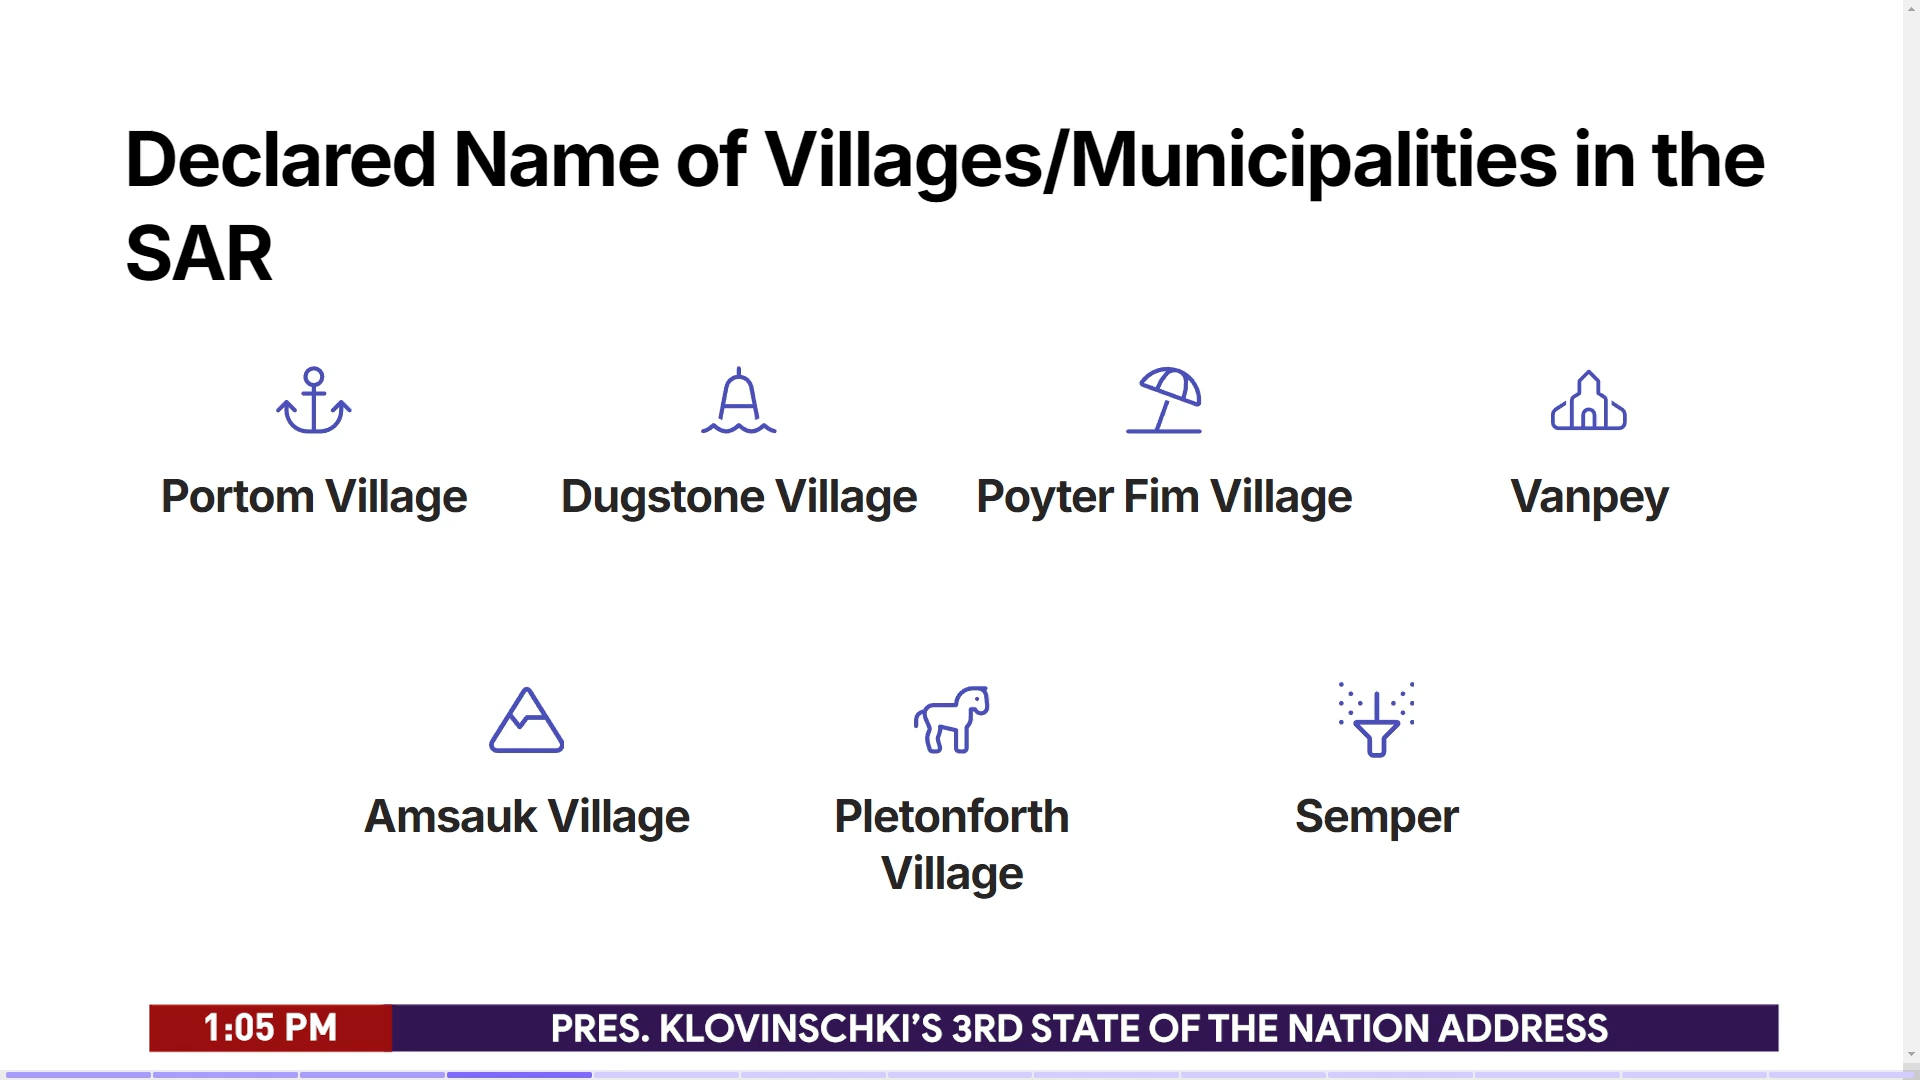 Declared Name of Villages/Municipalities in the
SAR
Portom Village
Dugstone Village
Poyter Fim Village
Vanpey
Amsauk Village
Pletonforth
Village
Semper
1:05 PM
PRES. KLOVINSCHKI’S 3RD STATE OF THE NATION ADDRESS